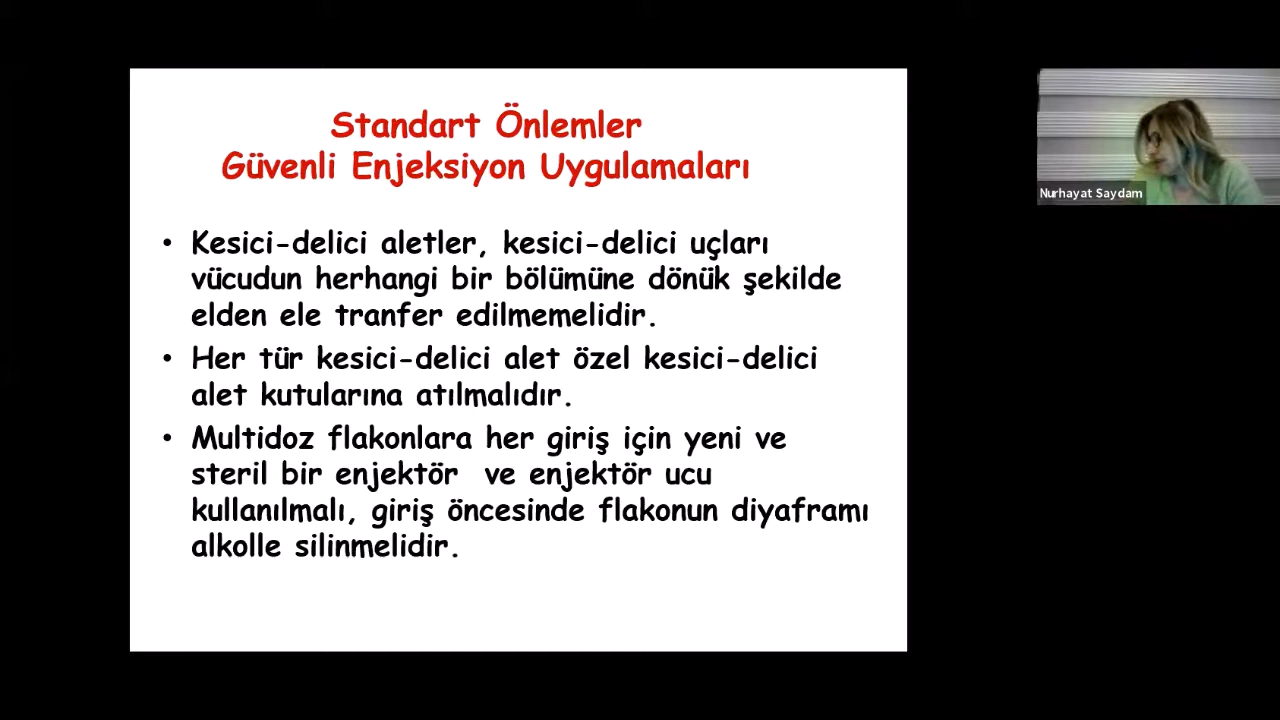 Standart Önlemler
Güvenli Enjeksiyon Uygulamaları
• Kesici-delici aletler, kesici-delici uçları
vücudun herhangi bir bölümüne dönük şekilde
elden ele tranfer edilmemelidir.
• Her tür kesici-delici alet özel kesici-delici
alet kutularına atılmalıdır.
• Multidoz flakonlara her giriş için yeni ve
steril bir enjektör ve enjektör ucu
kullanılmalı, giriş öncesinde flakonun diyaframı
alkolle silinmelidir.
Nurhayat Saydam